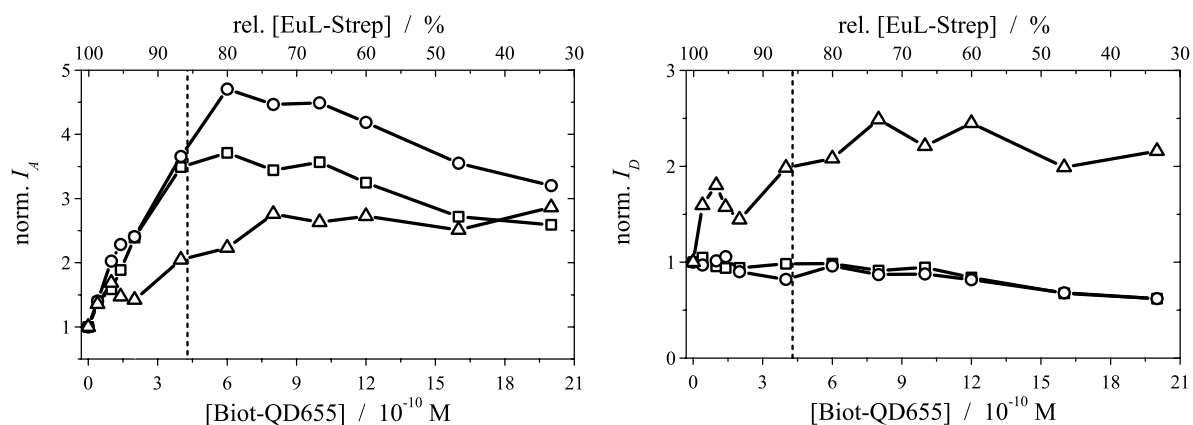 rel. [EuL-Strep] / %
100 90 80 70 60 50 40 30
5
4
3
2
1
norm. I_A
0 3 6 9 12 15 18 21
[Biot-QD655] / 10⁻¹⁰ M
rel. [EuL-Strep] / %
100 90 80 70 60 50 40 30
3
2
1
0
norm. I_D
0 3 6 9 12 15 18 21
[Biot-QD655] / 10⁻¹⁰ M